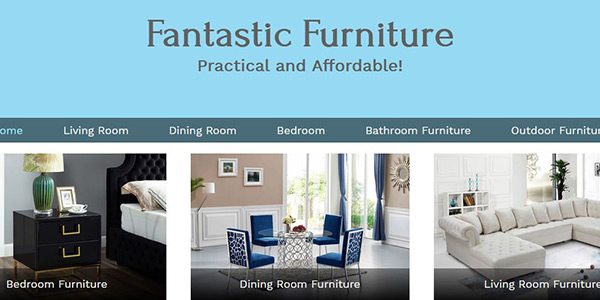 Fantastic Furniture
Practical and Affordable!
ome Living Room Dining Room Bedroom Bathroom Furniture Outdoor Furnitur
Bedroom Furniture Dining Room Furniture Living Room Furniture